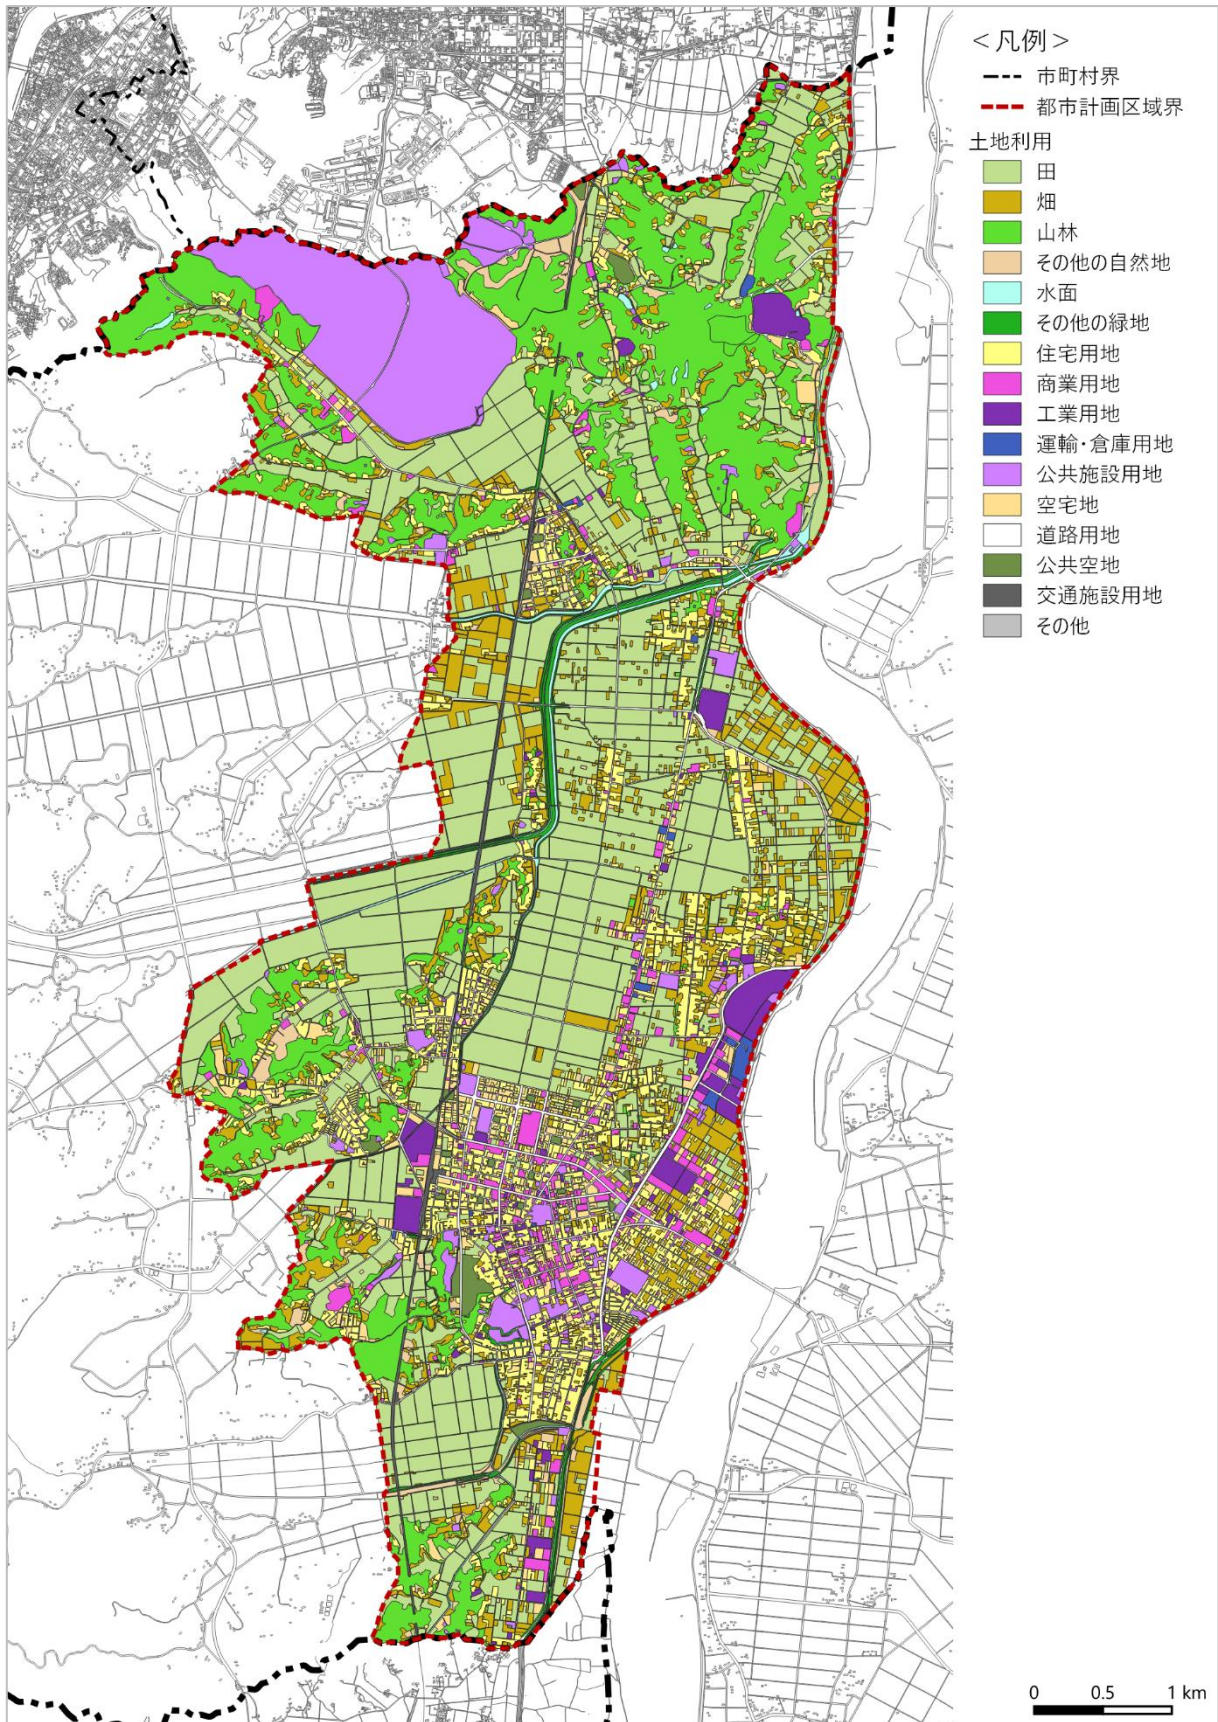 ＜凡例＞
市町村界
都市計画区域界
土地利用
田
畑
山林
その他の自然地
水面
その他の緑地
住宅用地
商業用地
工業用地
運輸・倉庫用地
公共施設用地
空宅地
道路用地
公共空地
交通施設用地
その他
0 0.5 1 km